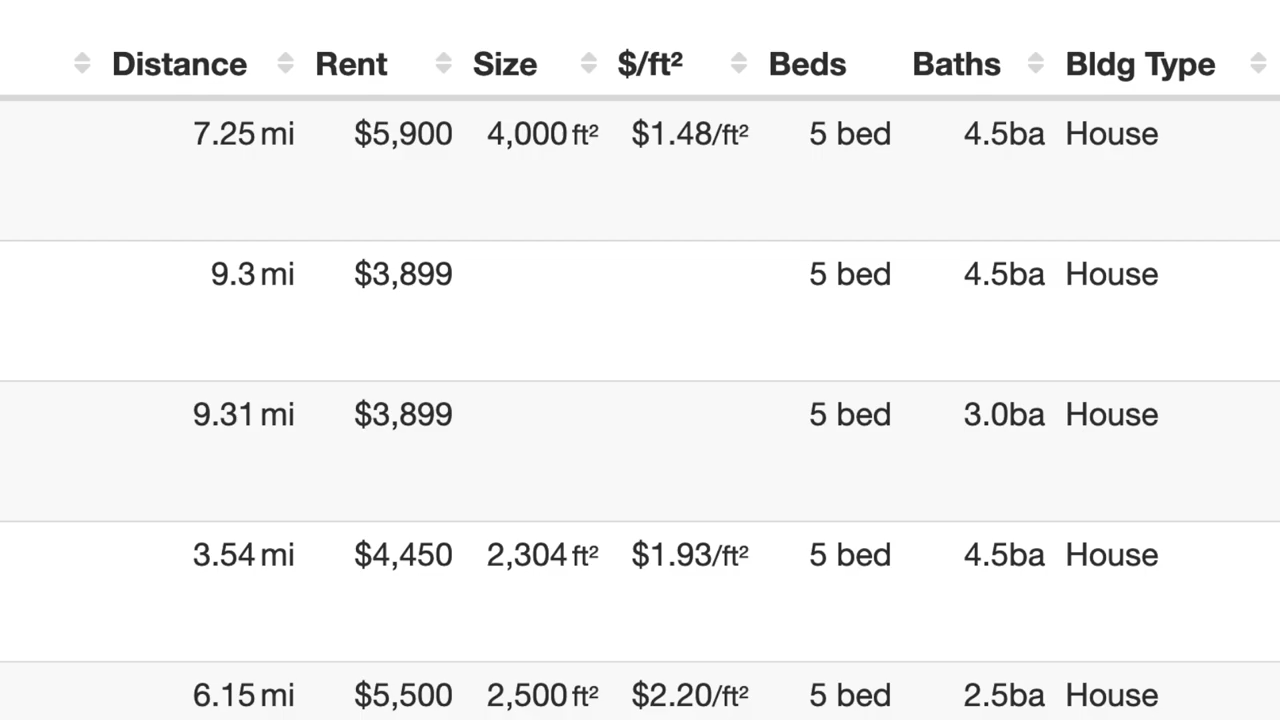 Distance Rent Size $/ft² Beds Baths Bldg Type
7.25 mi $5,900 4,000 ft² $1.48/ft² 5 bed 4.5ba House
9.3 mi $3,899 5 bed 4.5ba House
9.31 mi $3,899 5 bed 3.0ba House
3.54 mi $4,450 2,304 ft² $1.93/ft² 5 bed 4.5ba House
6.15 mi $5,500 2,500 ft² $2.20/ft² 5 bed 2.5ba House